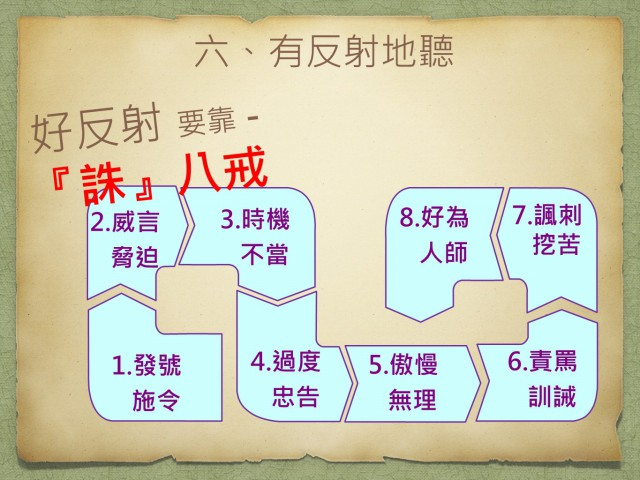 六、有反射地聽
好反射 要靠-
『誅』八戒
1.發號
施令
2.威言
脅迫
3.時機
不當
4.過度
忠告
5.傲慢
無理
6.責罵
訓誡
7.諷刺
挖苦
8.好為
人師